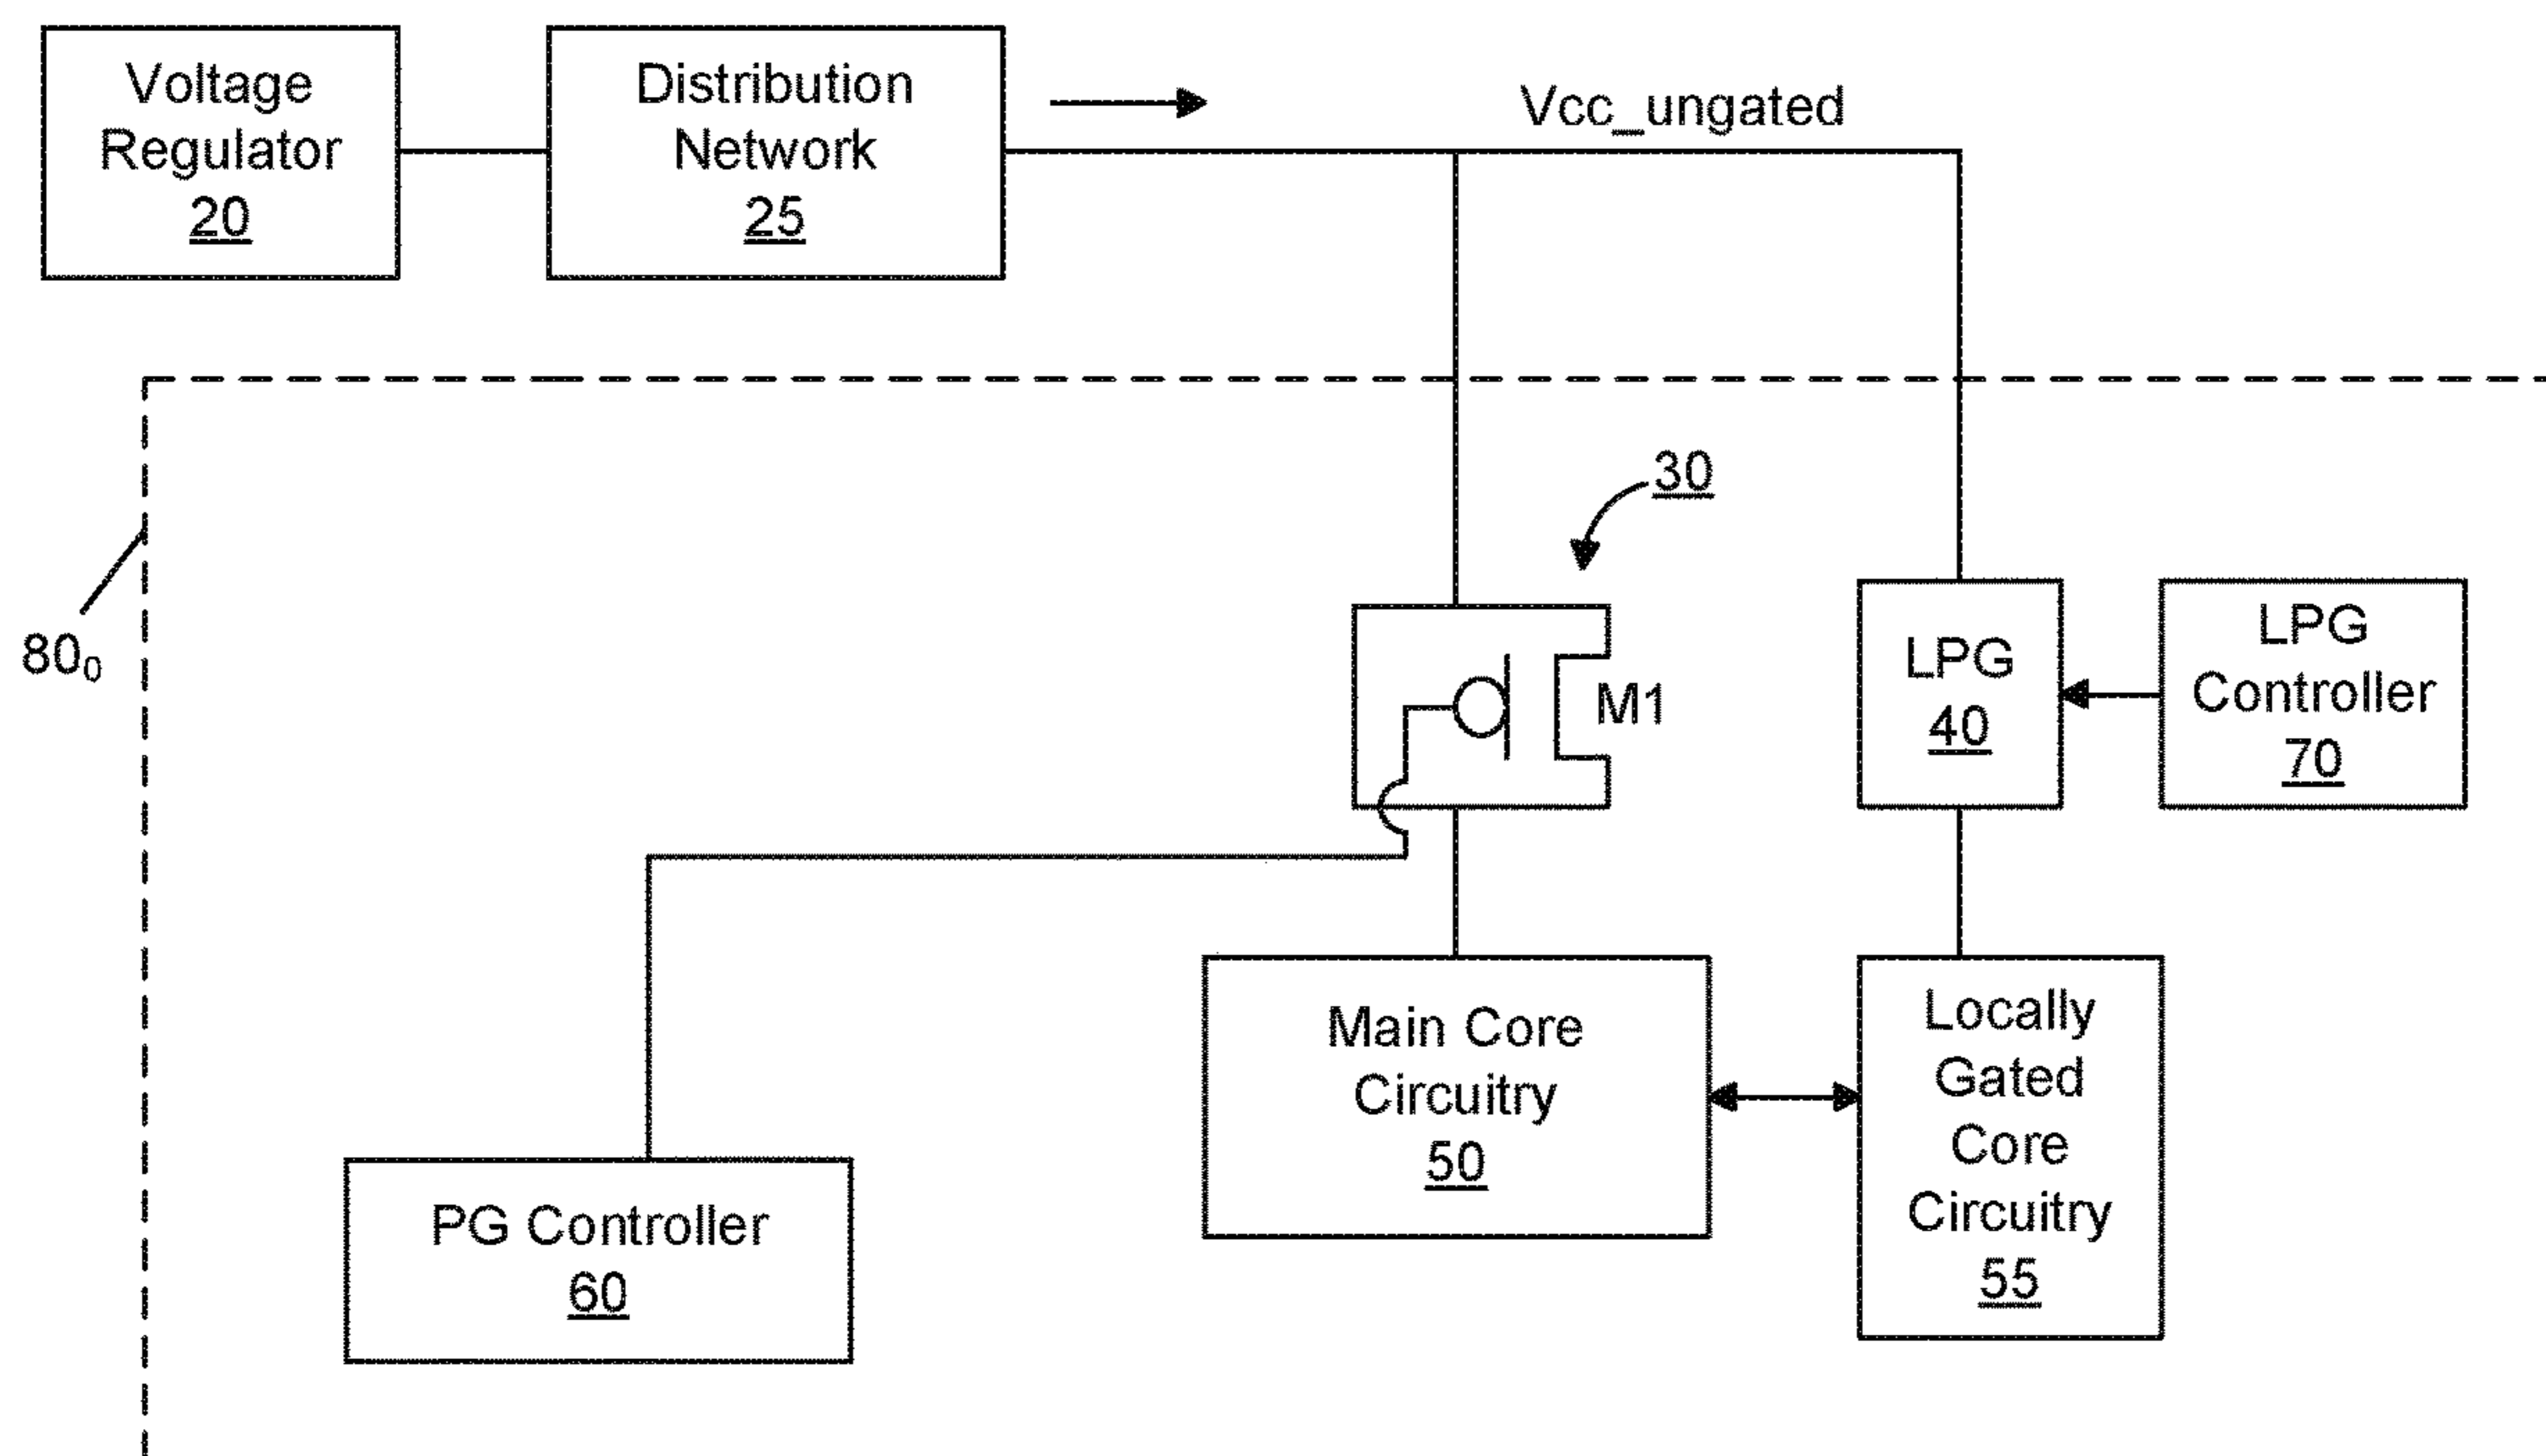 Voltage
Regulator
20
Distribution
Network
25
Vcc_ungated
30
80₀
M1
LPG
40
LPG
Controller
70
Main Core
Circuitry
50
Locally
Gated
Core
Circuitry
55
PG Controller
60